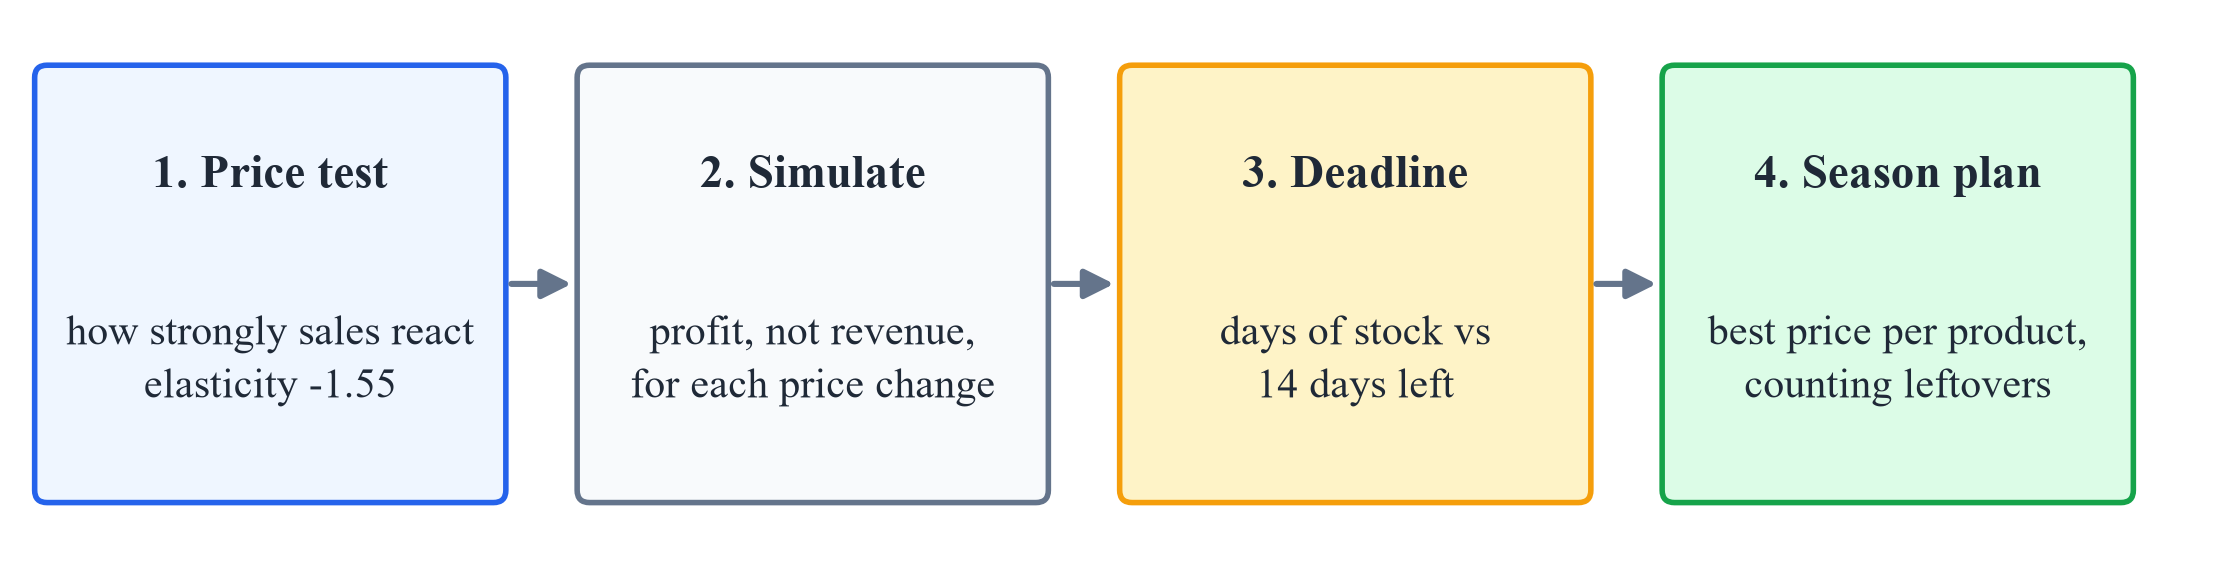 1. Price test
how strongly sales react
elasticity -1.55
2. Simulate
profit, not revenue,
for each price change
3. Deadline
days of stock vs
14 days left
4. Season plan
best price per product,
counting leftovers